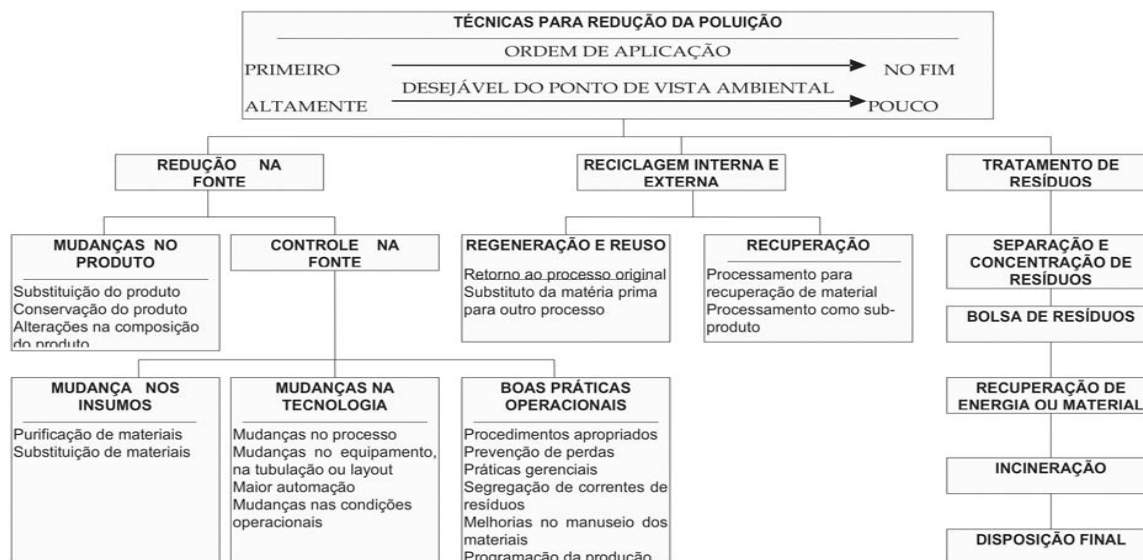 TÉCNICAS PARA REDUÇÃO DA POLUIÇÃO
ORDEM DE APLICAÇÃO
PRIMEIRO
NO FIM
DESEJÁVEL DO PONTO DE VISTA AMBIENTAL
ALTAMENTE
POUCO
REDUÇÃO NA
FONTE
RECICLAGEM INTERNA E
EXTERNA
TRATAMENTO DE
RESÍDUOS
MUDANÇAS NO
PRODUTO
Substituição do produto
Conservação do produto
Alterações na composição
do produto
CONTROLE NA
FONTE
REGENERAÇÃO E REUSO
Retorno ao processo original
Substituto da matéria prima
para outro processo
RECUPERAÇÃO
Processamento para
recuperação de material
Processamento como sub-
produto
SEPARAÇÃO E
CONCENTRAÇÃO DE
RESÍDUOS
BOLSA DE RESÍDUOS
MUDANÇA NOS
INSUMOS
Purificação de materiais
Substituição de materiais
MUDANÇAS NA
TECNOLOGIA
Mudanças no processo
Mudanças no equipamento,
na tubulação ou layout
Maior automação
Mudanças nas condições
operacionais
BOAS PRÁTICAS
OPERACIONAIS
Procedimentos apropriados
Prevenção de perdas
Práticas gerenciais
Segregação de correntes de
resíduos
Melhorias no manuseio dos
materiais
Programação da produção
RECUPERAÇÃO DE
ENERGIA OU MATERIAL
INCINERAÇÃO
DISPOSIÇÃO FINAL